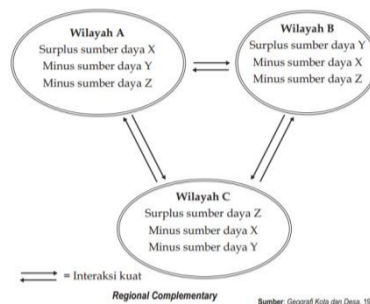 Wilayah A
Surplus sumber daya X
Minus sumber daya Y
Minus sumber daya Z
Wilayah B
Surplus sumber daya Y
Minus sumber daya X
Minus sumber daya Z
Wilayah C
Surplus sumber daya Z
Minus sumber daya X
Minus sumber daya Y
= Interaksi kuat
Regional Complementary
Sumber: Geografi Kota dan Desa, 19